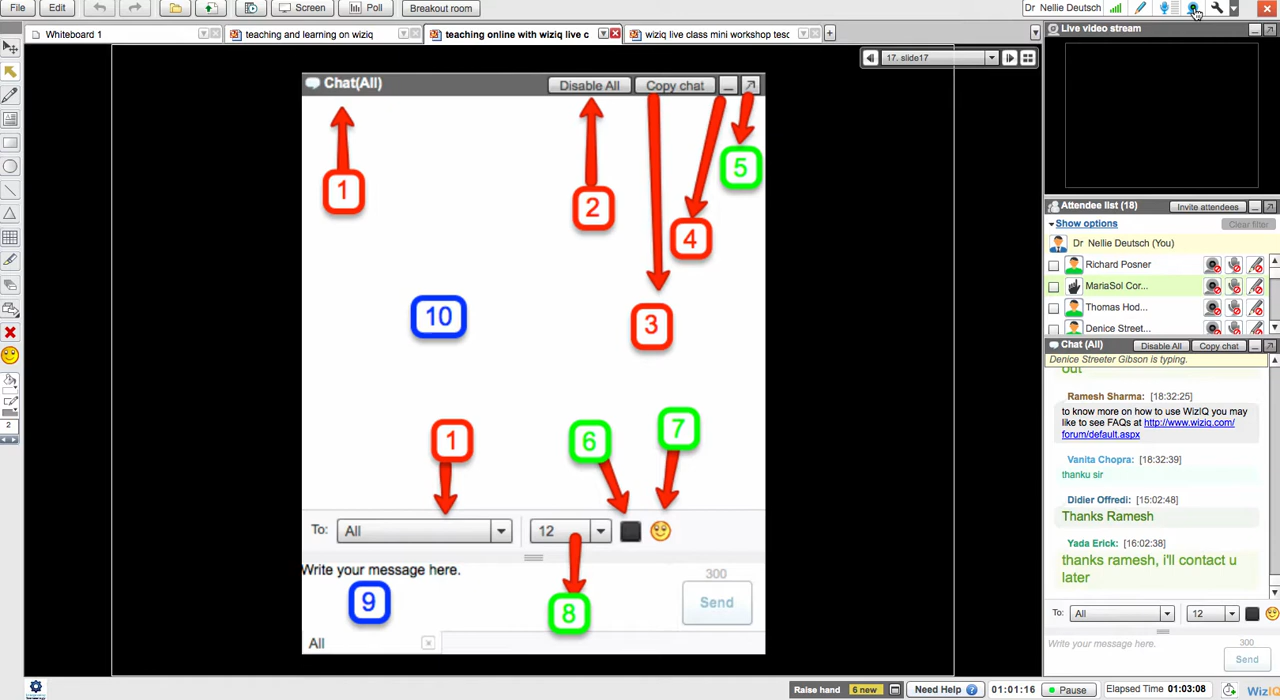 File
Edit
Screen
Poll
Breakout room
Dr Nellie Deutsch
Whiteboard 1
teaching and learning on wiziq
teaching online with wiziq live c
wiziq live class mini workshop tesc
17. slide17
Chat(All)
Disable All
Copy chat
1
2
3
4
5
10
1
6
7
To:
All
12
Write your message here.
9
8
300
Send
All
Live video stream
Attendee list (18)
Invite attendees
Show options
Clear filter
Dr Nellie Deutsch (You)
Richard Posner
MariaSol Cor...
Thomas Hod...
Denice Street...
Chat (All)
Disable All
Copy chat
Denice Streeter Gibson is typing.
out
Ramesh Sharma: [18:32:25]
to know more on how to use WizIQ you may
like to see FAQs at http://www.wiziq.com/
forum/default.aspx
Vanita Chopra: [18:32:39]
thanku sir
Didier Offredi: [15:02:48]
Thanks Ramesh
Yada Erick: [16:02:38]
thanks ramesh, i'll contact u
later
To:
All
12
Write your message here.
300
Send
2
Raise hand
6 new
Need Help
01:01:16
Pause
Elapsed Time
01:03:08
WizIQ